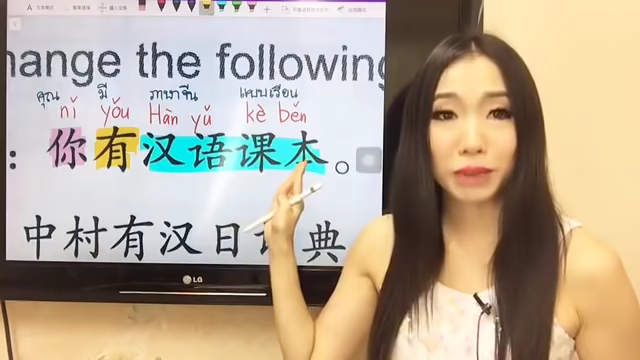 hange the following
คุณ มี ภาษาจีน แบบเรียน
nǐ yǒu Hàn yǔ kè běn
: 你有汉语课本。
中村有汉日 典
LG